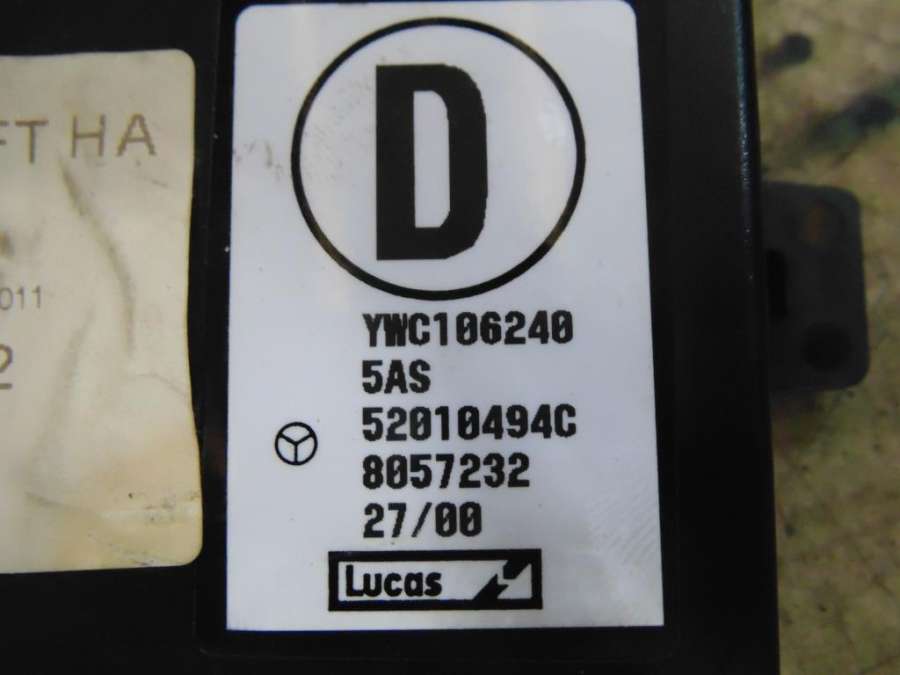 FT HA
011
2
D
YWC106240
5AS
52010494C
8057232
27/00
Lucas